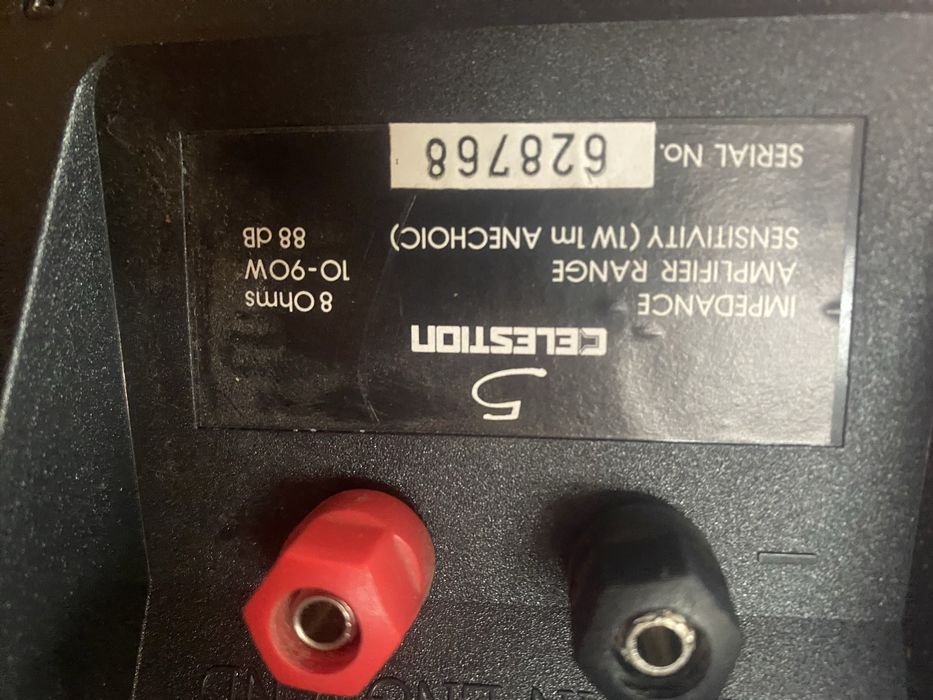 5
CELESTION
IMPEDANCE 8 Ohms
AMPLIFIER RANGE 10-90W
SENSITIVITY (1W 1m ANECHOIC) 88 dB
SERIAL No. 628768